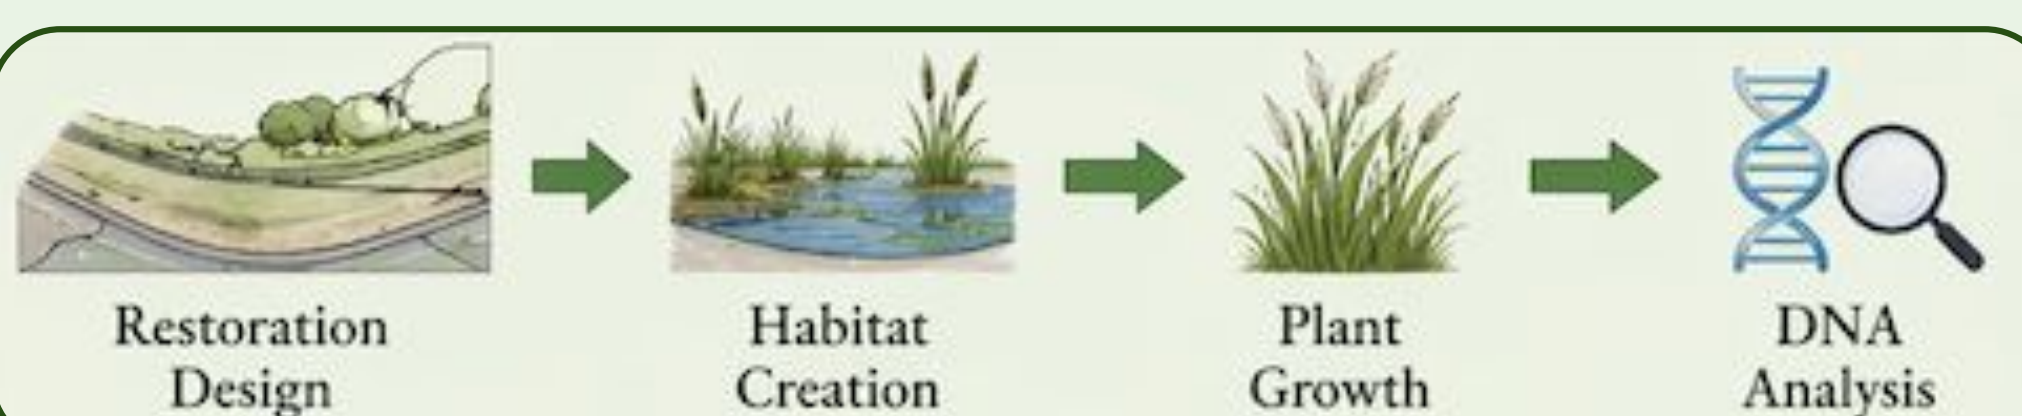 Restoration
Design
Habitat
Creation
Plant
Growth
DNA
Analysis